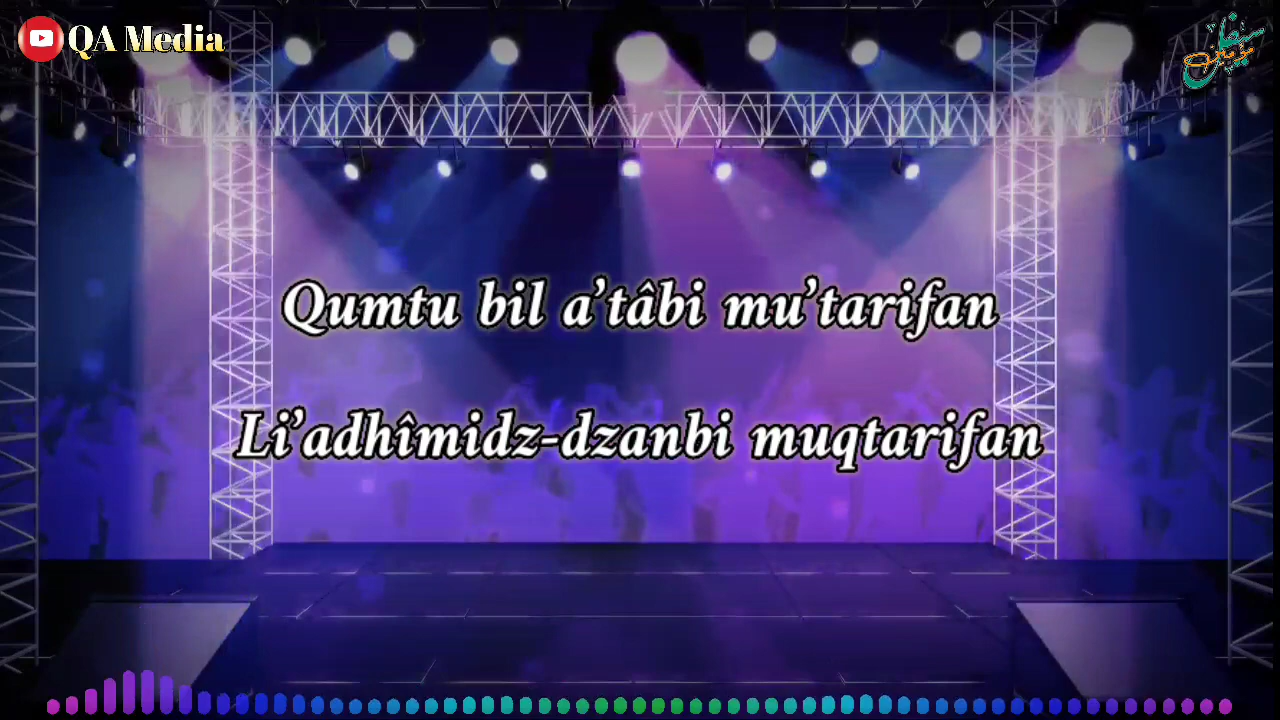 QA Media
Qumtu bil a’tâbi mu’tarifan
Li’adhîmidz-dzanbi muqtarifan